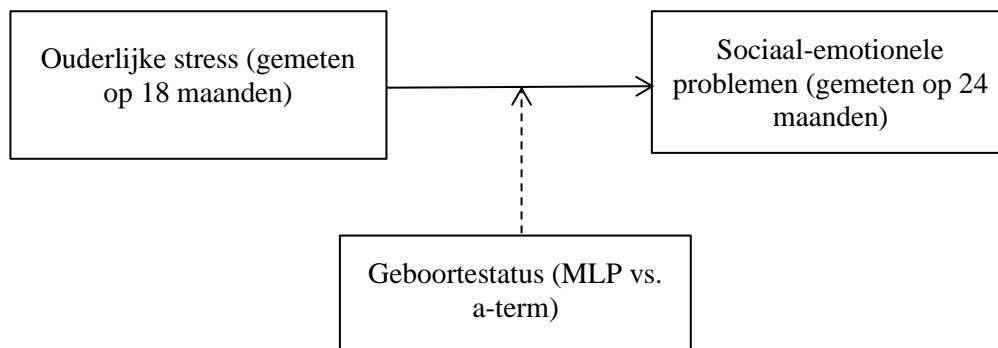 Ouderlijke stress (gemeten
op 18 maanden)
Sociaal-emotionele
problemen (gemeten op 24
maanden)
Geboortestatus (MLP vs.
a-term)